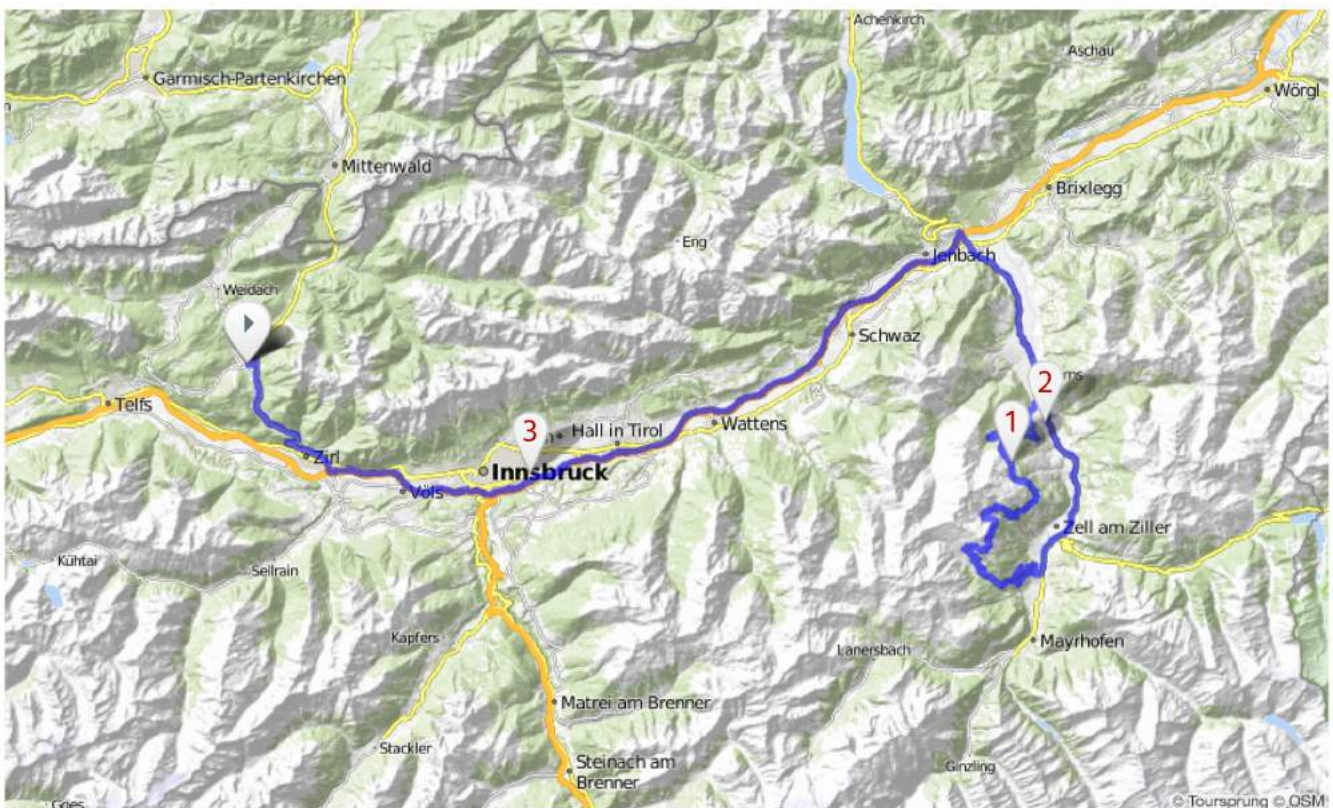 Achenkirch
Aschau
Garmisch-Partenkirchen
Wörgl
Mittenwald
Brixlegg
Eng
Jenbach
Weidach
Schwaz
2
Telfs
1
3
Hall in Tirol
Wattens
Zirl
Innsbruck
Völs
Zell am Ziller
Kühtai
Sellrain
Kapfers
Mayrhofen
Lanersbach
Matrei am Brenner
Stackler
Steinach am
Brenner
Ginzling
© Toursprung © OSM